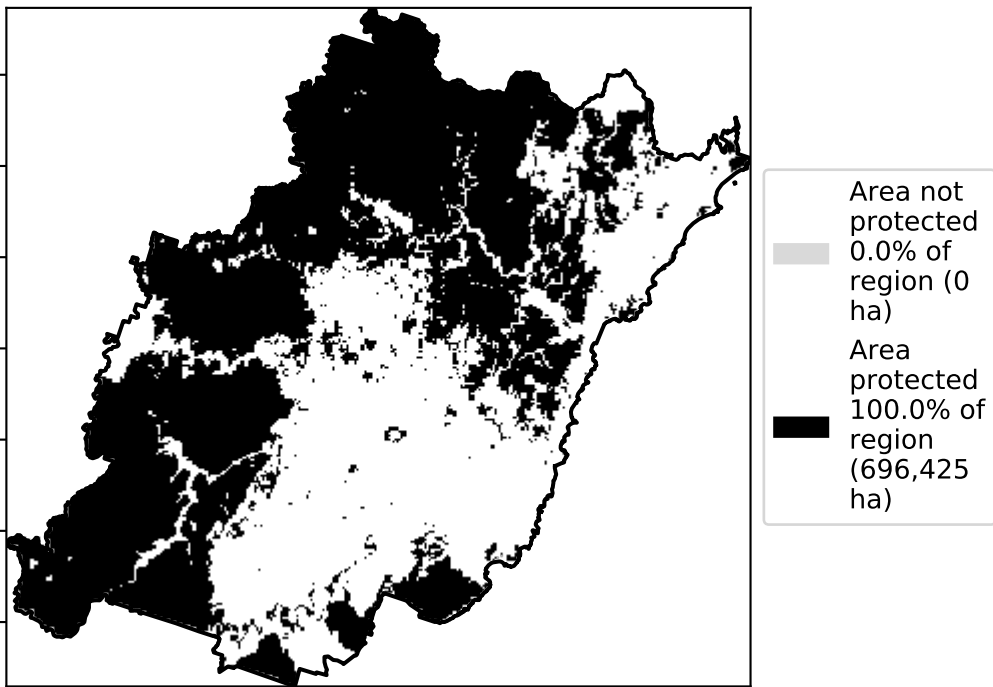 Area not
protected
0.0% of
region (0
ha)
Area
protected
100.0% of
region
(696,425
ha)